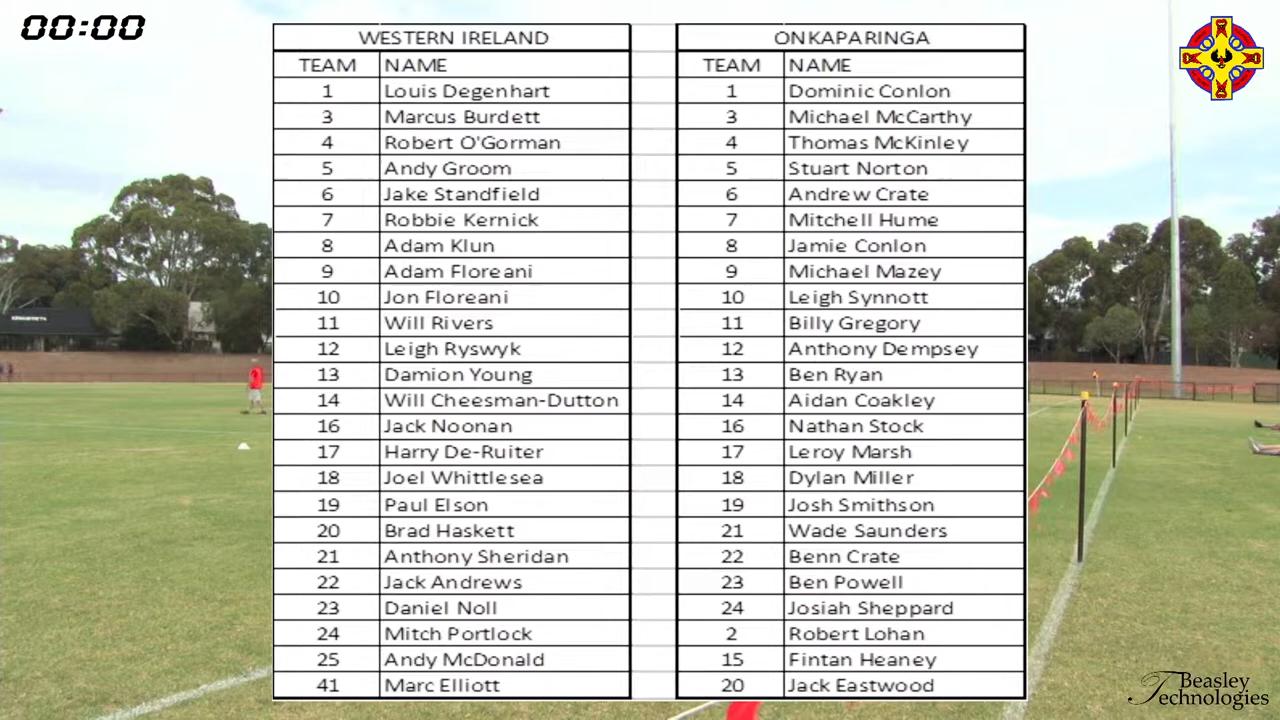 00:00
WESTERN IRELAND
TEAM NAME
1 Louis Degenhart
3 Marcus Burdett
4 Robert O'Gorman
5 Andy Groom
6 Jake Standfield
7 Robbie Kernick
8 Adam Klun
9 Adam Floreani
10 Jon Floreani
11 Will Rivers
12 Leigh Ryswyk
13 Damion Young
14 Will Cheesman-Dutton
16 Jack Noonan
17 Harry De-Ruiter
18 Joel Whittlesea
19 Paul Elson
20 Brad Haskett
21 Anthony Sheridan
22 Jack Andrews
23 Daniel Noll
24 Mitch Portlock
25 Andy McDonald
41 Marc Elliott
ONKAPARINGA
TEAM NAME
1 Dominic Conlon
3 Michael McCarthy
4 Thomas McKinley
5 Stuart Norton
6 Andrew Crate
7 Mitchell Hume
8 Jamie Conlon
9 Michael Mazey
10 Leigh Synnott
11 Billy Gregory
12 Anthony Dempsey
13 Ben Ryan
14 Aidan Coakley
16 Nathan Stock
17 Leroy Marsh
18 Dylan Miller
19 Josh Smithson
21 Wade Saunders
22 Benn Crate
23 Ben Powell
24 Josiah Sheppard
2 Robert Lohan
15 Fintan Heaney
20 Jack Eastwood
Beasley
Technologies